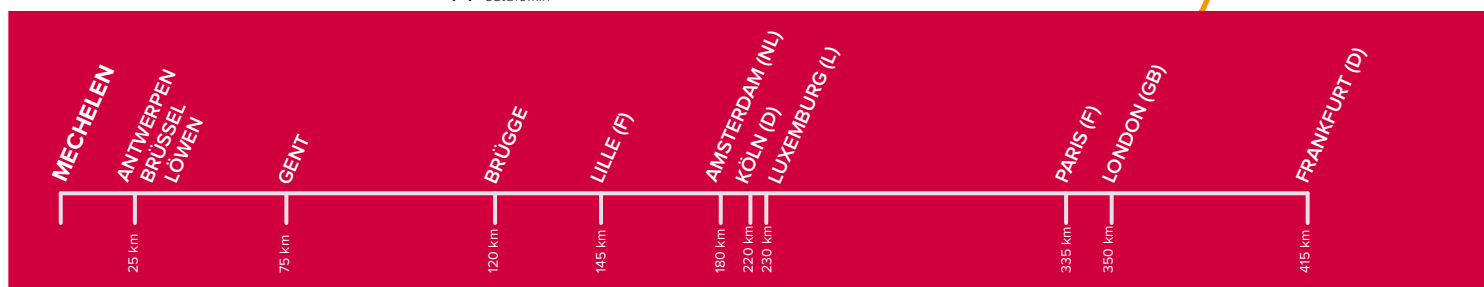 MECHELEN
ANTWERPEN
BRÜSSEL
LÖWEN
GENT
BRÜGGE
LILLE (F)
AMSTERDAM (NL)
KÖLN (D)
LUXEMBURG (L)
PARIS (F)
LONDON (GB)
FRANKFURT (D)
25 km
75 km
120 km
145 km
180 km
220 km
230 km
335 km
350 km
415 km